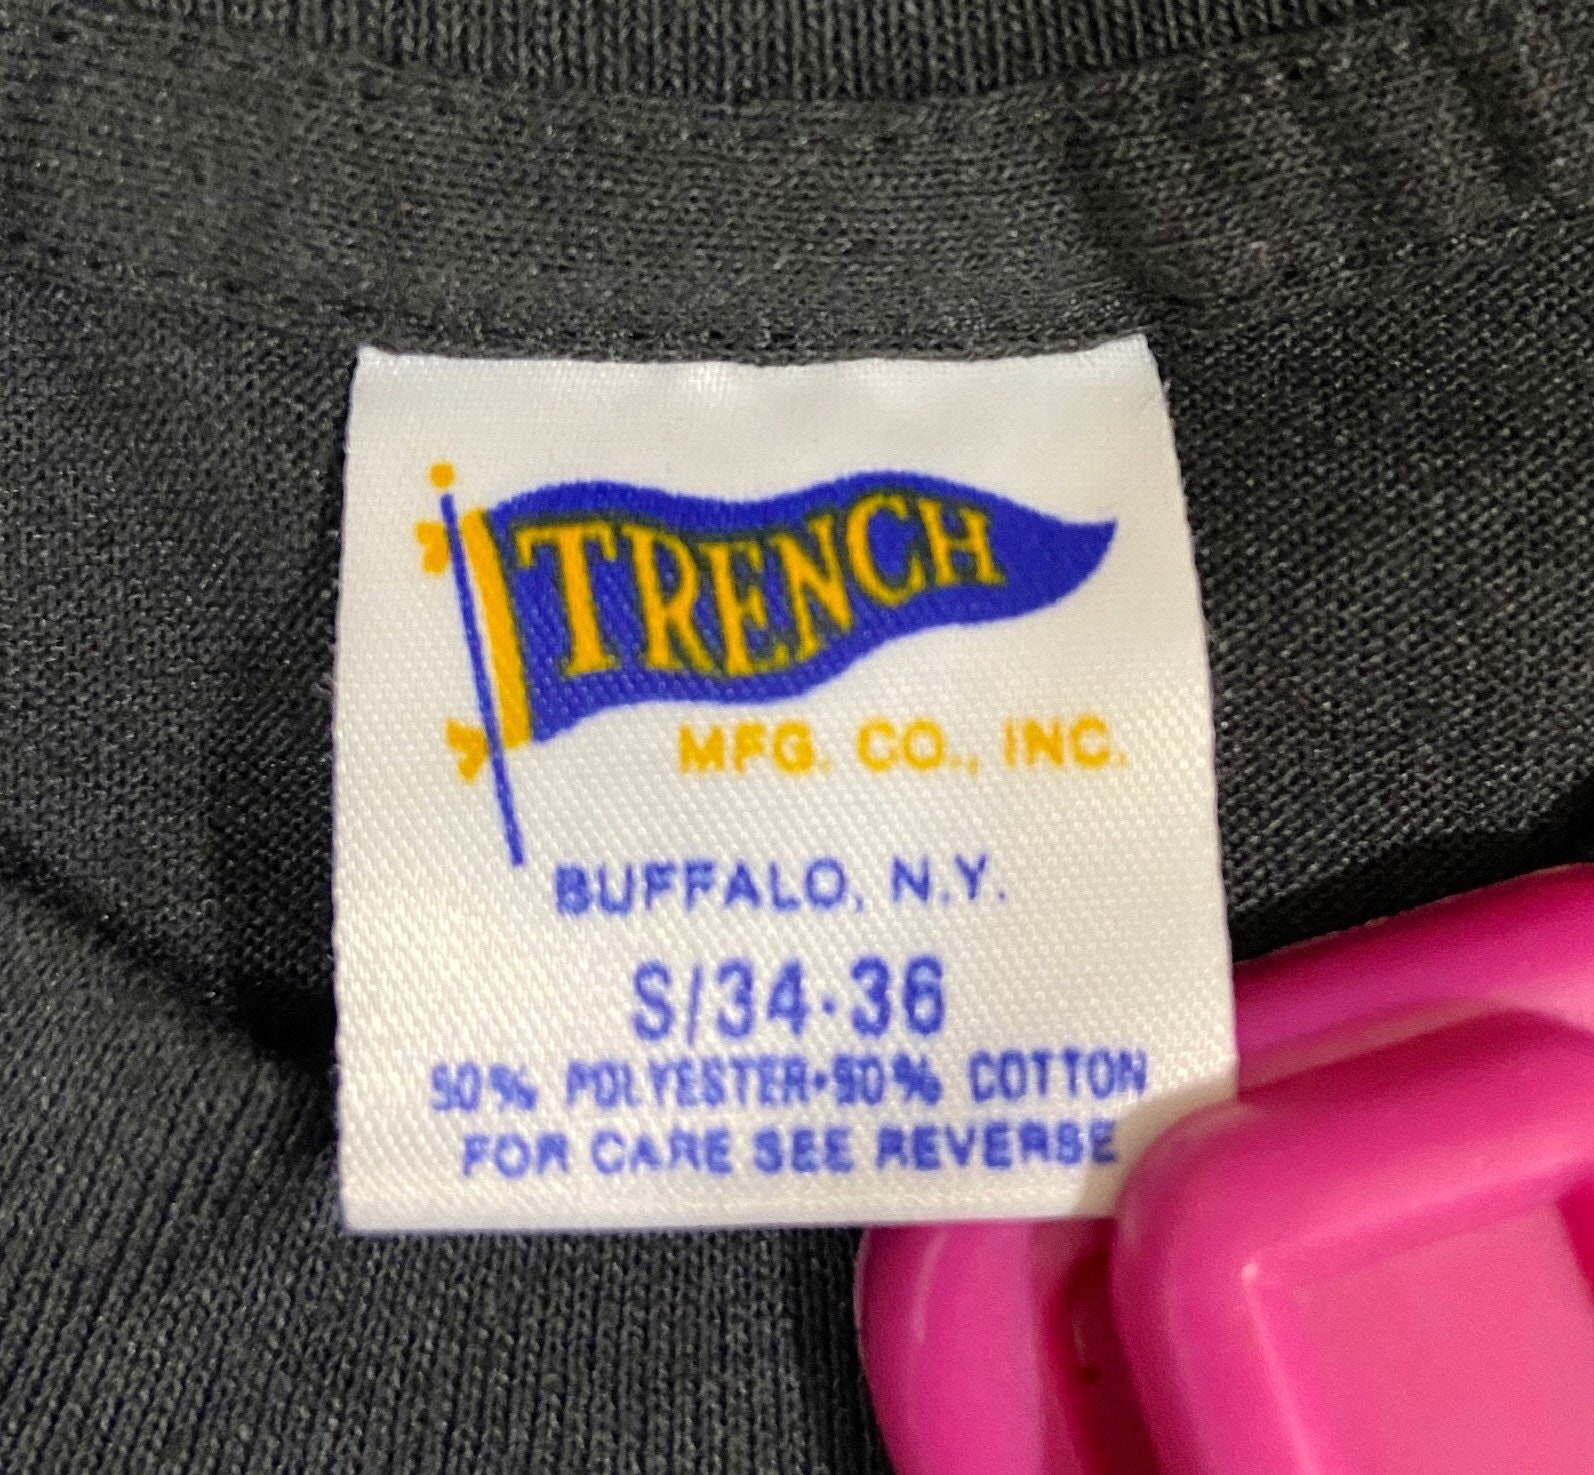 TRENCH
MFG. CO., INC.
BUFFALO, N.Y.
S/34·36
50% POLYESTER•50% COTTON
FOR CARE SEE REVERSE